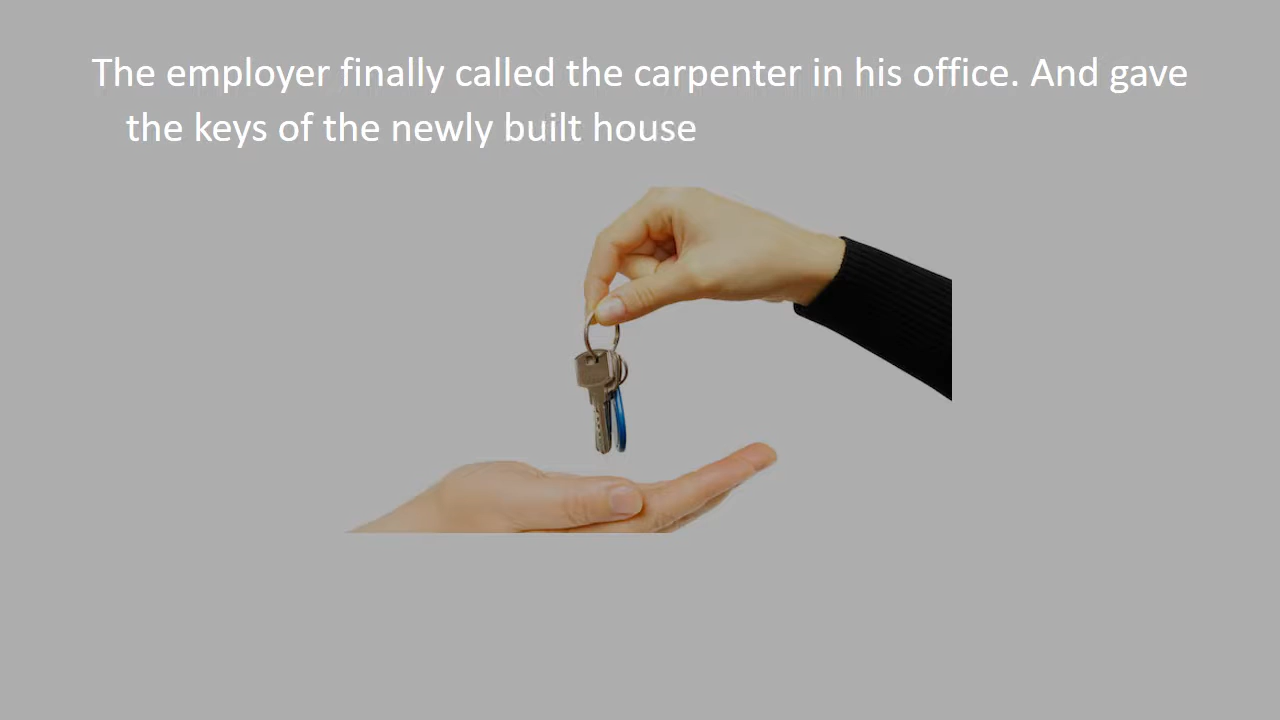 The employer finally called the carpenter in his office. And gave
the keys of the newly built house